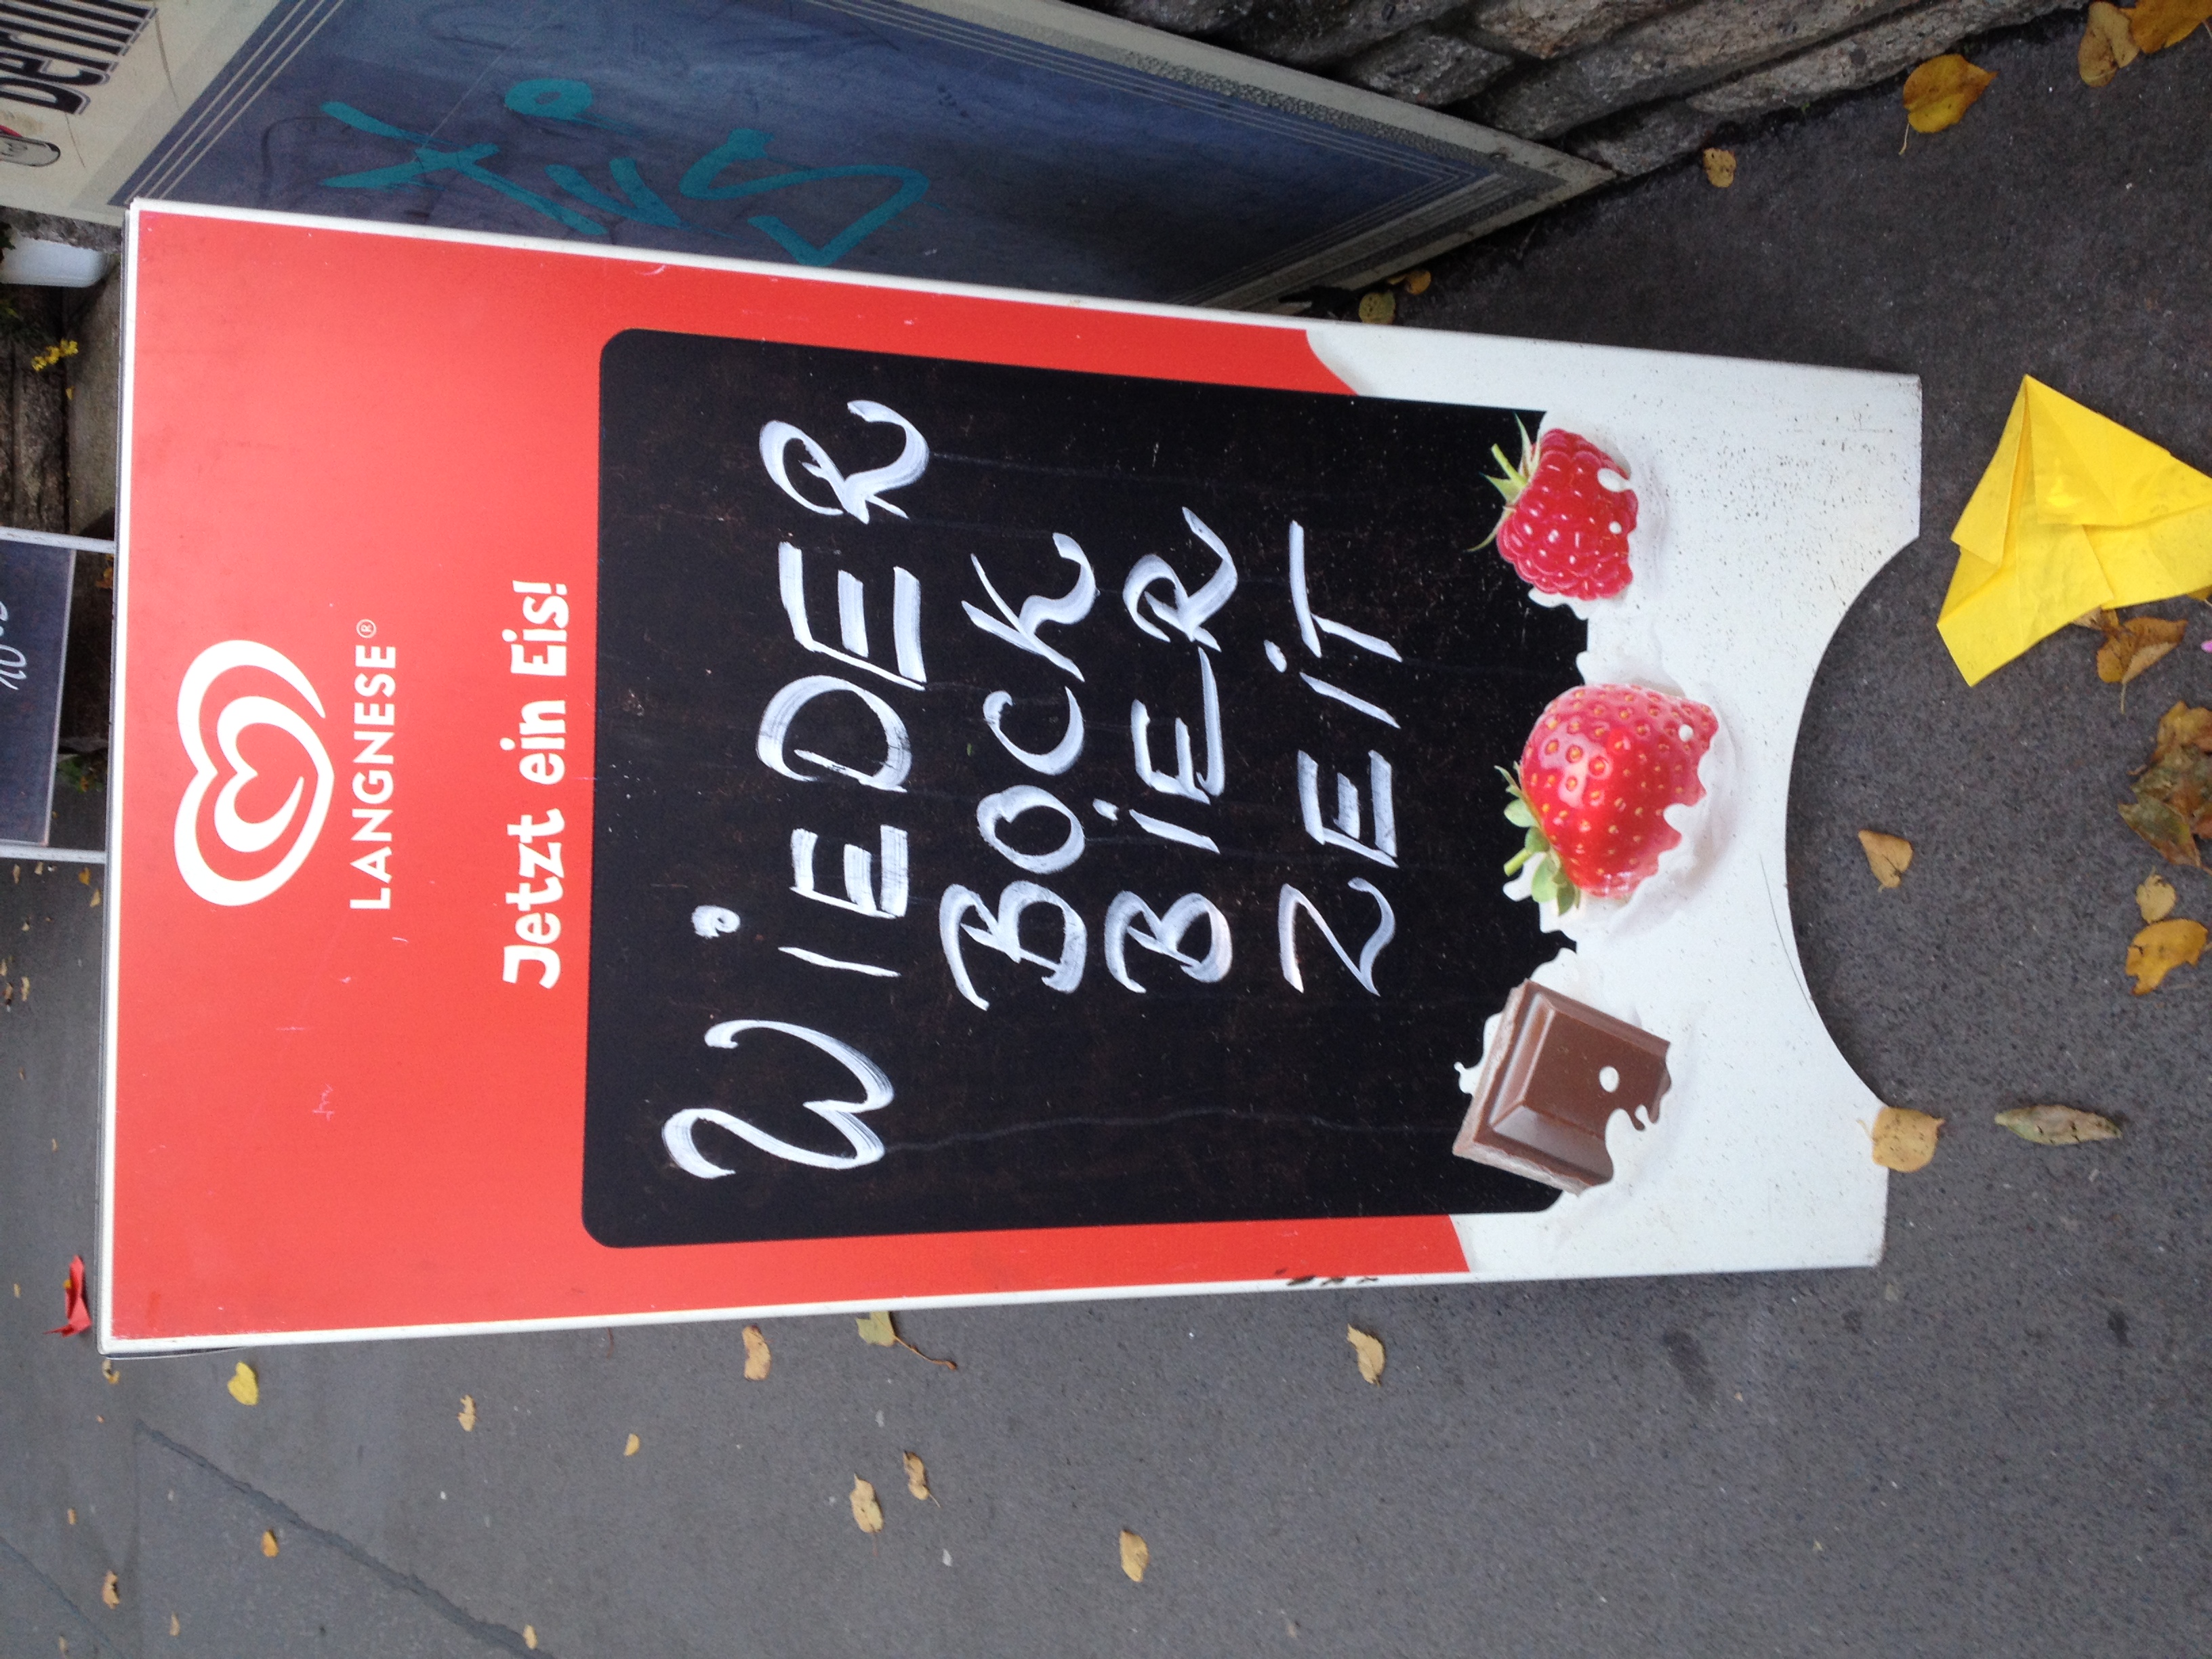 LANGNESE®
Jetzt ein Eis!
WIEDER
BOCK
BIER
ZEIT